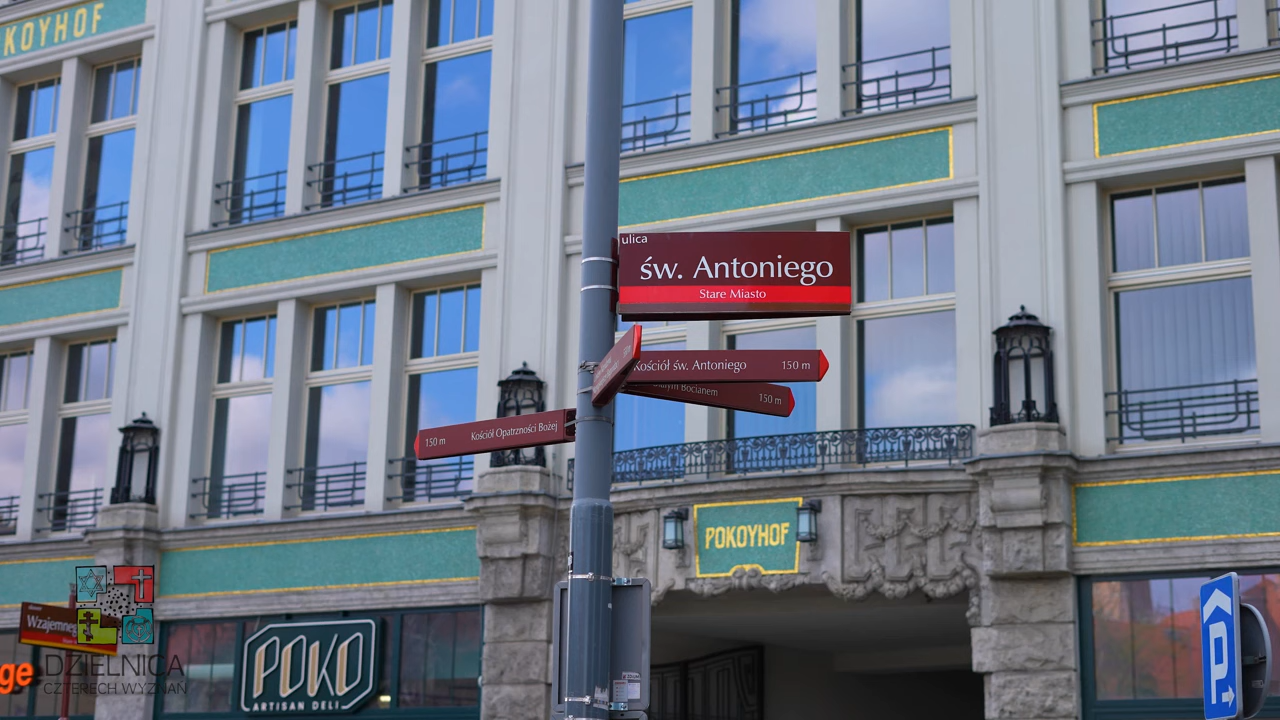 KOYHOF
ulica
św. Antoniego
Stare Miasto
Kościół św. Antoniego 150 m
Bocianem 150 m
150 m Kościół Opatrzności Bożej
POKOYHOF
POKO
ARTISAN DELI
P
ge
DZIELNICA
CZTERECH WYZNAŃ